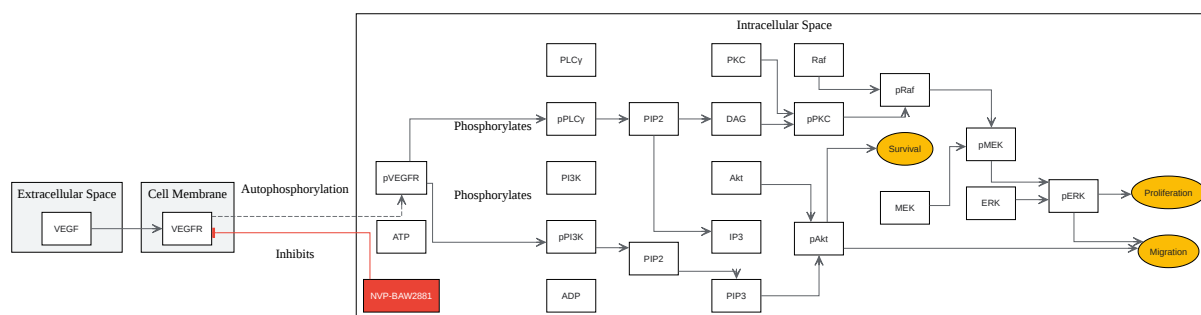 Intracellular Space
PLCγ
PKC
Raf
pRaf
Phosphorylates
pPLCγ
PIP2
DAG
pPKC
pMEK
Survival
Extracellular Space
Cell Membrane
Autophosphorylation
pVEGFR
Phosphorylates
PI3K
Akt
MEK
ERK
pERK
Proliferation
VEGF
VEGFR
ATP
pPI3K
IP3
pAkt
Migration
Inhibits
PIP2
NVP-BAW2881
ADP
PIP3